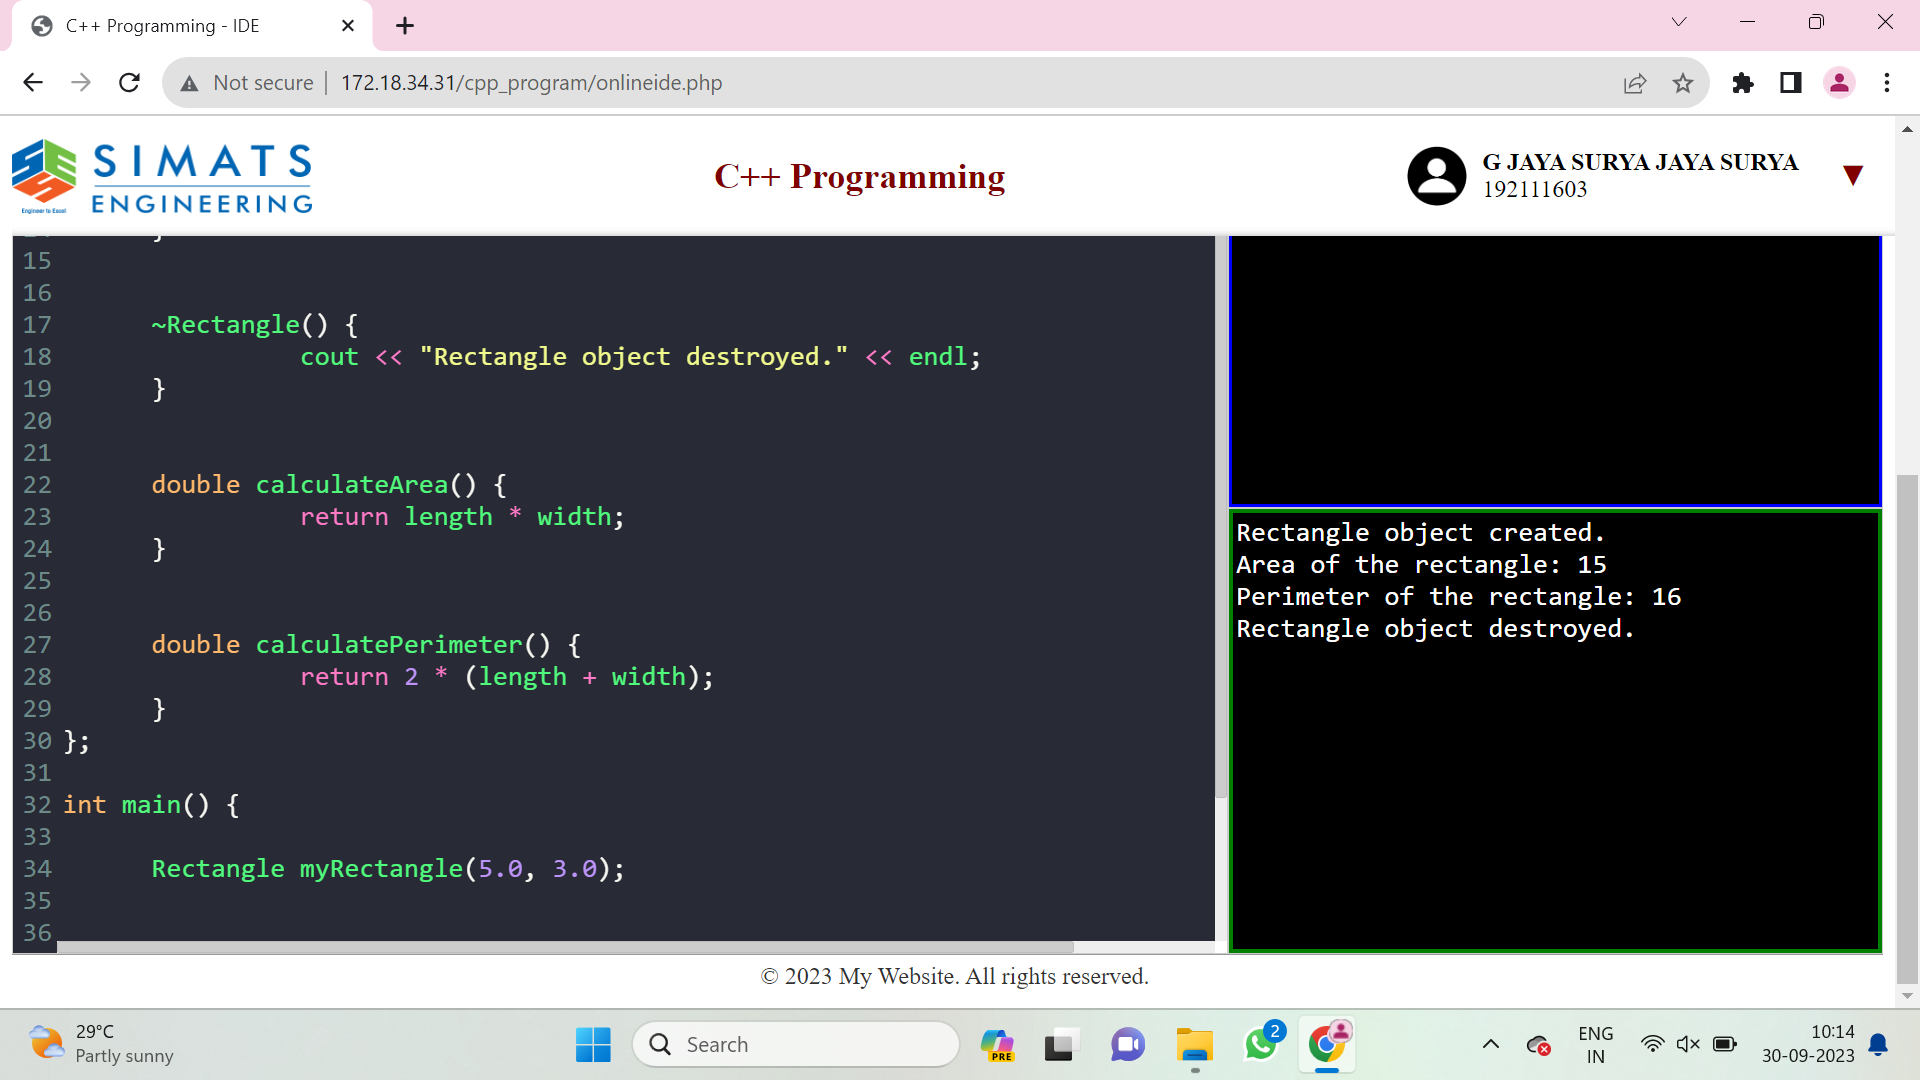 C++ Programming - IDE
Not secure
172.18.34.31/cpp_program/onlineide.php
SIMATS
ENGINEERING
Engineer to Excel
C++ Programming
G JAYA SURYA JAYA SURYA
192111603
15
16
17 ~Rectangle() {
18 cout << "Rectangle object destroyed." << endl;
19 }
20
21
22 double calculateArea() {
23 return length * width;
24 }
25
26
27 double calculatePerimeter() {
28 return 2 * (length + width);
29 }
30 };
31
32 int main() {
33
34 Rectangle myRectangle(5.0, 3.0);
35
36
Rectangle object created.
Area of the rectangle: 15
Perimeter of the rectangle: 16
Rectangle object destroyed.
© 2023 My Website. All rights reserved.
29°C
Partly sunny
Search
PRE
2
ENG
IN
10:14
30-09-2023